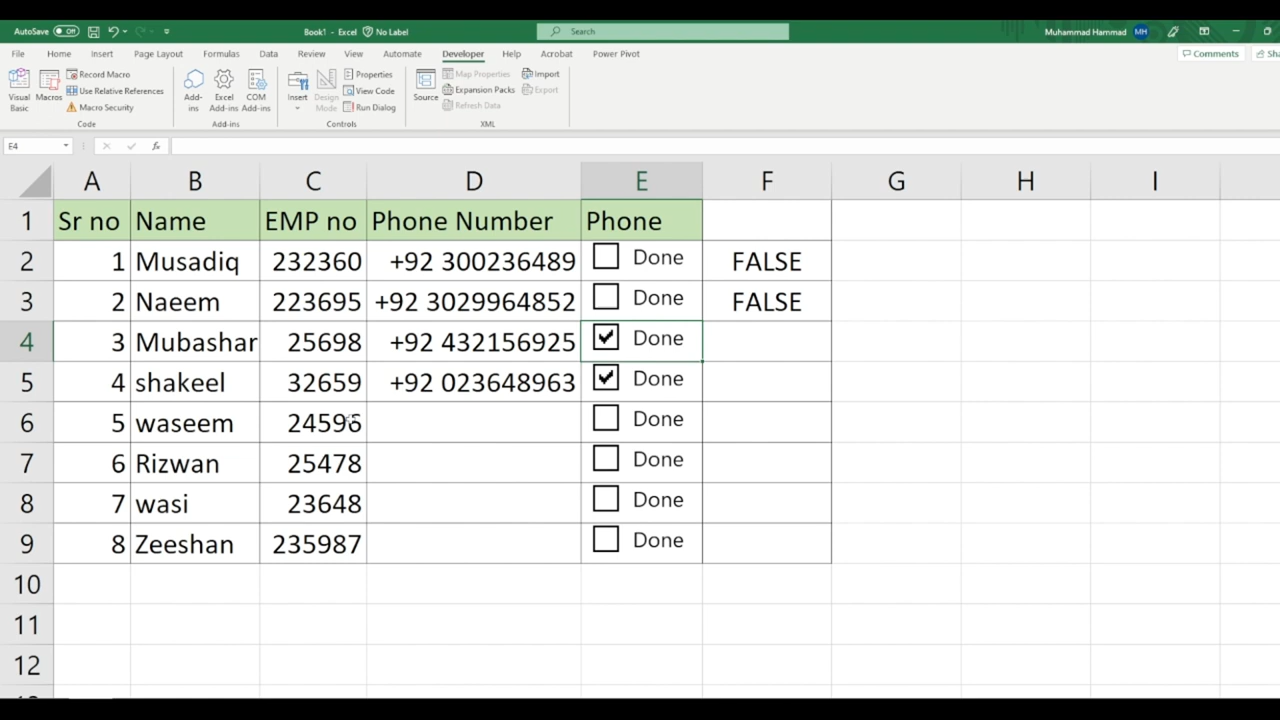 AutoSave Off Book1 - Excel No Label Search Muhammad Hammad MH
File Home Insert Page Layout Formulas Data Review View Automate Developer Help Acrobat Power Pivot Comments
Visual Basic Macros Record Macro Use Relative References Macro Security Code
Add-ins Excel Add-ins COM Add-ins Add-ins
Insert Design Mode Properties View Code Run Dialog Controls
Source Map Properties Expansion Packs Refresh Data Import Export XML
E4 fx
A B C D E F G H I
1 Sr no Name EMP no Phone Number Phone
2 1 Musadiq 232360 +92 300236489 Done FALSE
3 2 Naeem 223695 +92 3029964852 Done FALSE
4 3 Mubashar 25698 +92 432156925 Done
5 4 shakeel 32659 +92 023648963 Done
6 5 waseem 24596 Done
7 6 Rizwan 25478 Done
8 7 wasi 23648 Done
9 8 Zeeshan 235987 Done
10
11
12